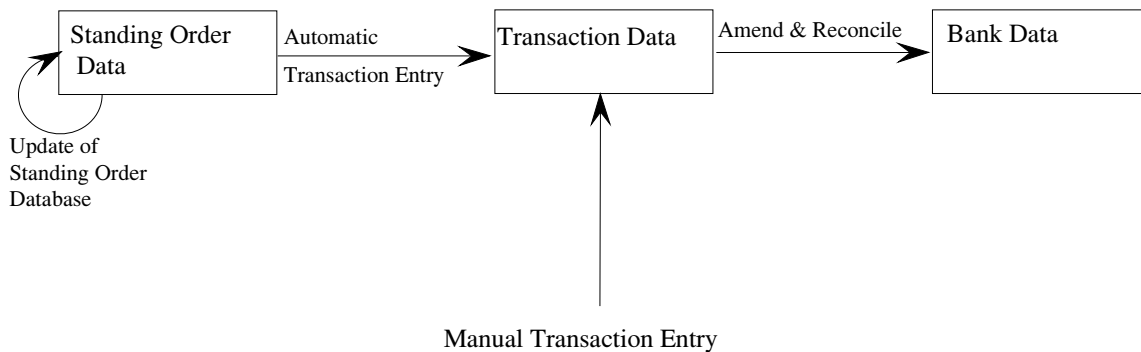 Standing Order
Data
Automatic
Transaction Entry
Transaction Data
Amend & Reconcile
Bank Data
Update of
Standing Order
Database
Manual Transaction Entry